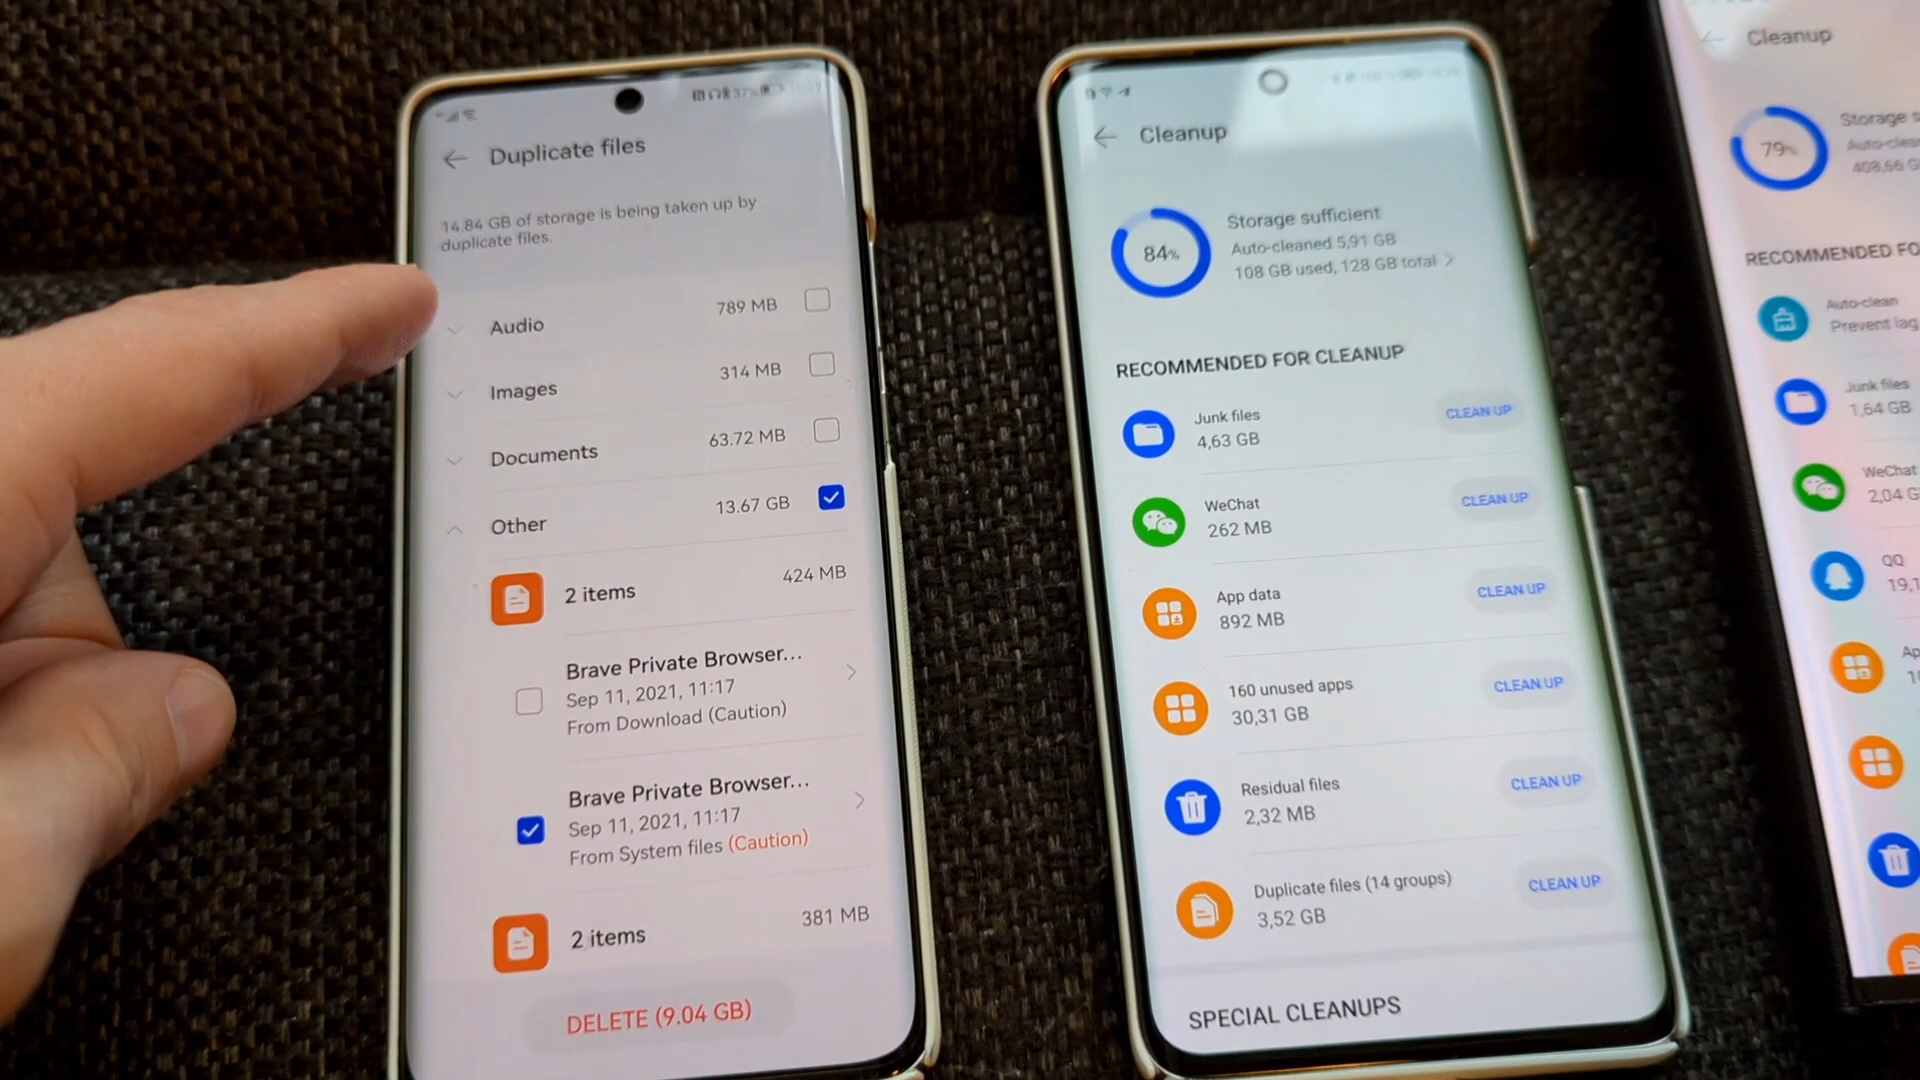 37%
Duplicate files
14.84 GB of storage is being taken up by
duplicate files.
Audio
789 MB
Images
314 MB
Documents
63.72 MB
Other
13.67 GB
2 items
424 MB
Brave Private Browser...
Sep 11, 2021, 11:17
From Download (Caution)
Brave Private Browser...
Sep 11, 2021, 11:17
From System files (Caution)
2 items
381 MB
DELETE (9.04 GB)
Cleanup
84%
Storage sufficient
Auto-cleaned 5,91 GB
108 GB used, 128 GB total
RECOMMENDED FOR CLEANUP
Junk files
4,63 GB
CLEAN UP
WeChat
262 MB
CLEAN UP
App data
892 MB
CLEAN UP
160 unused apps
30,31 GB
CLEAN UP
Residual files
2,32 MB
CLEAN UP
Duplicate files (14 groups)
3,52 GB
CLEAN UP
SPECIAL CLEANUPS
Cleanup
79%
Storage s
Auto-clea
408,66 G
RECOMMENDED FO
Auto-clean
Prevent lag
Junk files
1,64 GB
WeChat
2,04 G
QQ
19,1
Ap